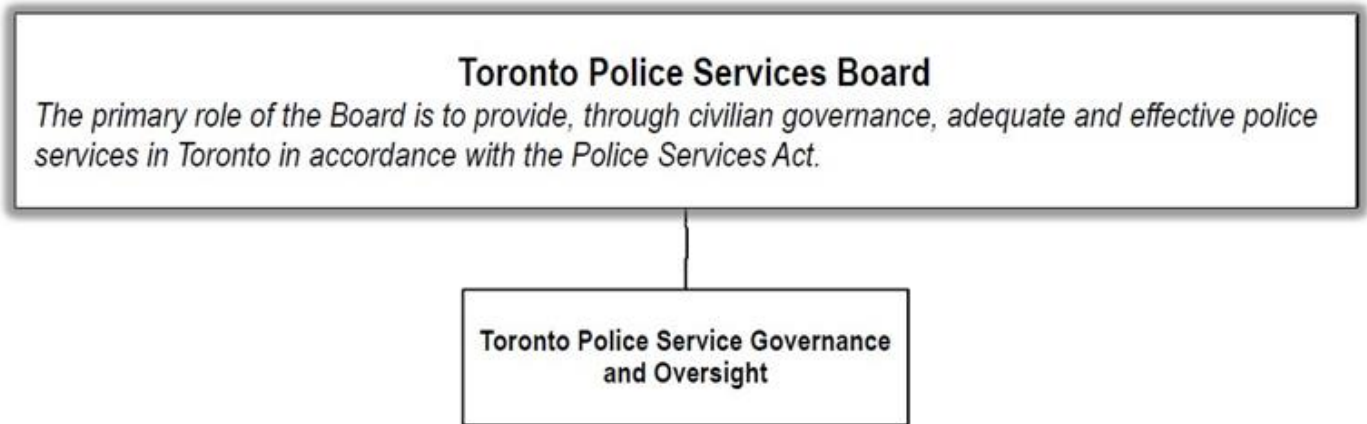 Toronto Police Services Board
The primary role of the Board is to provide, through civilian governance, adequate and effective police
services in Toronto in accordance with the Police Services Act.
Toronto Police Service Governance
and Oversight